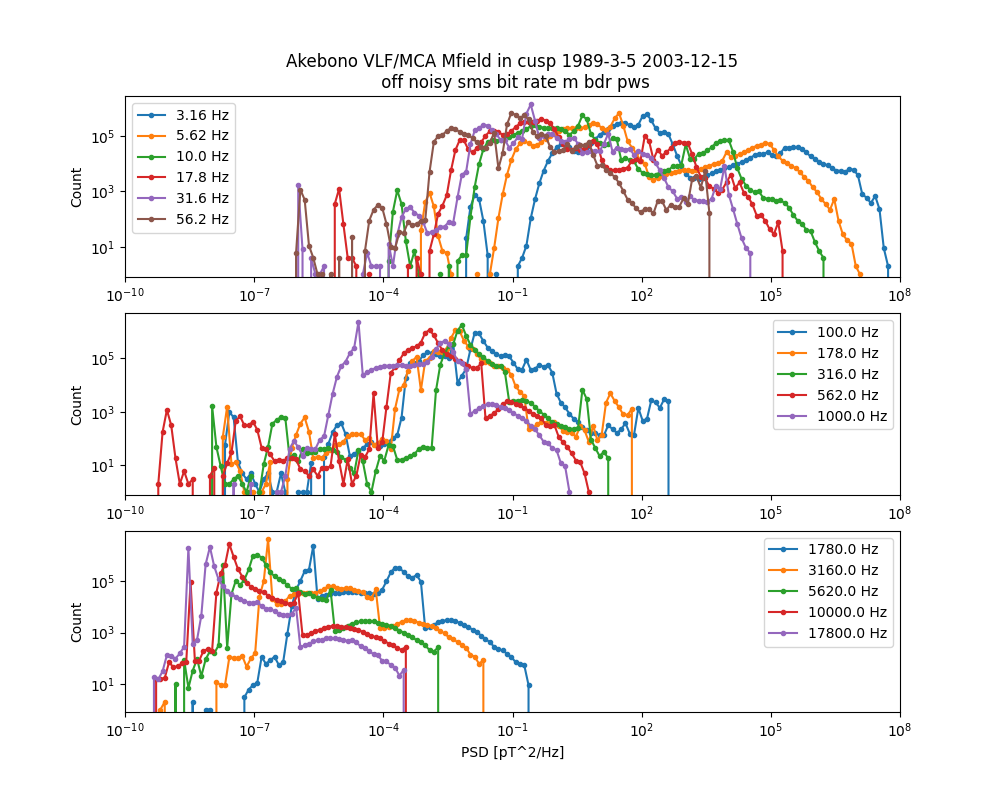 Akebono VLF/MCA Mfield in cusp 1989-3-5 2003-12-15
off noisy sms bit rate m bdr pws
Count
10^5
10^3
10^1
3.16 Hz
5.62 Hz
10.0 Hz
17.8 Hz
31.6 Hz
56.2 Hz
10^-10 10^-7 10^-4 10^-1 10^2 10^5 10^8
Count
10^5
10^3
10^1
100.0 Hz
178.0 Hz
316.0 Hz
562.0 Hz
1000.0 Hz
10^-10 10^-7 10^-4 10^-1 10^2 10^5 10^8
Count
10^5
10^3
10^1
1780.0 Hz
3160.0 Hz
5620.0 Hz
10000.0 Hz
17800.0 Hz
10^-10 10^-7 10^-4 10^-1 10^2 10^5 10^8
PSD [pT^2/Hz]